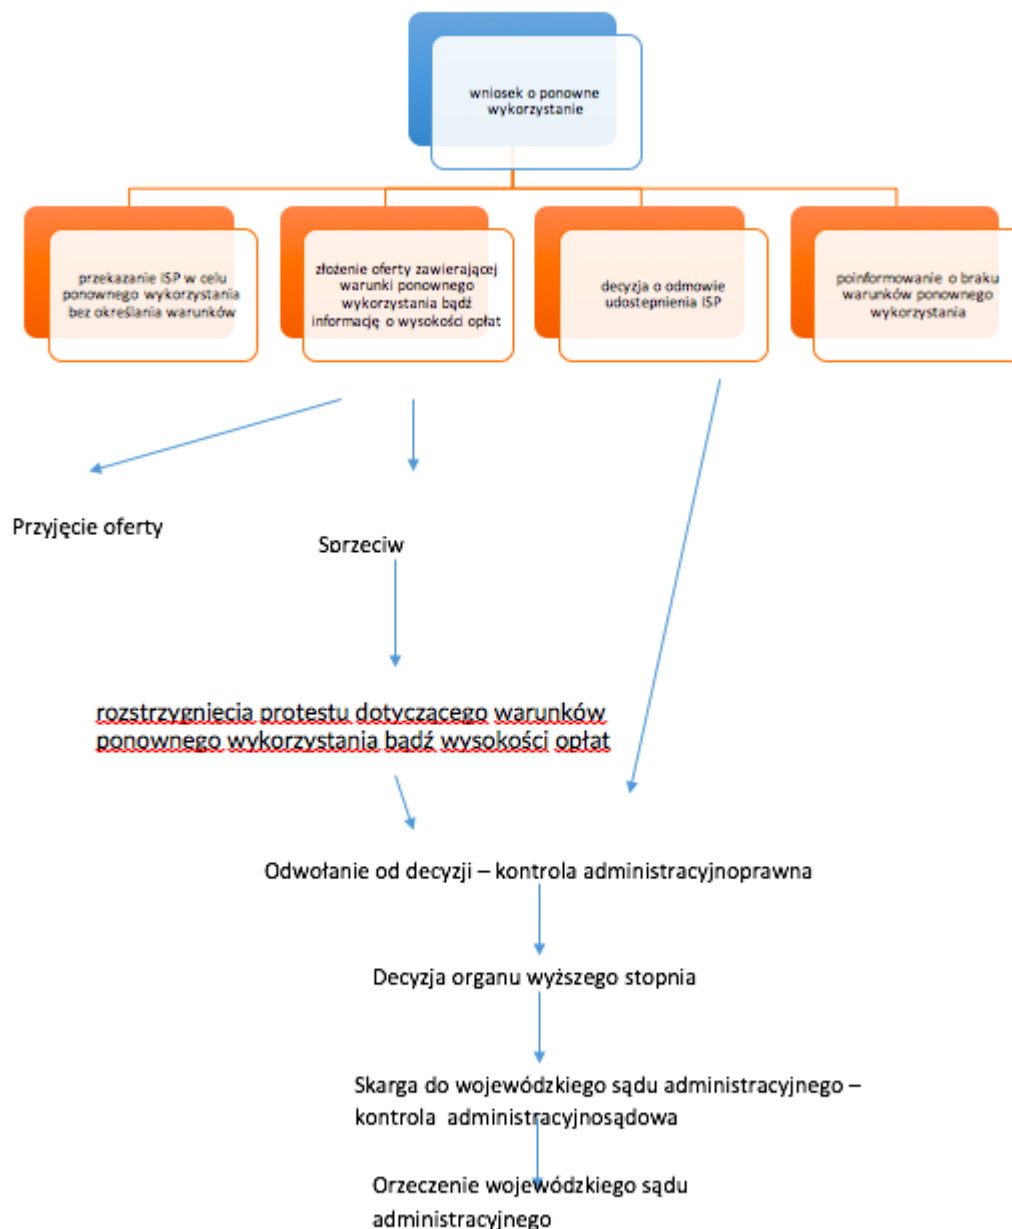 wniosek o ponowne
wykorzystanie
przekazanie ISP w celu
ponownego wykorzystania
bez określania warunków
złożenie oferty zawierającej
warunki ponownego
wykorzystania bądź
informację o wysokości opłat
decyzja o odmowie
udostepnienia ISP
poinformowanie o braku
warunków ponownego
wykorzystania
Przyjęcie oferty
Sprzeciw
rozstrzygniecia protestu dotyczącego warunków
ponownego wykorzystania bądź wysokości opłat
Odwołanie od decyzji – kontrola administracyjnoprawna
Decyzja organu wyższego stopnia
Skarga do wojewódzkiego sądu administracyjnego –
kontrola administracyjnosądowa
Orzeczenie wojewódzkiego sądu
administracyjnego